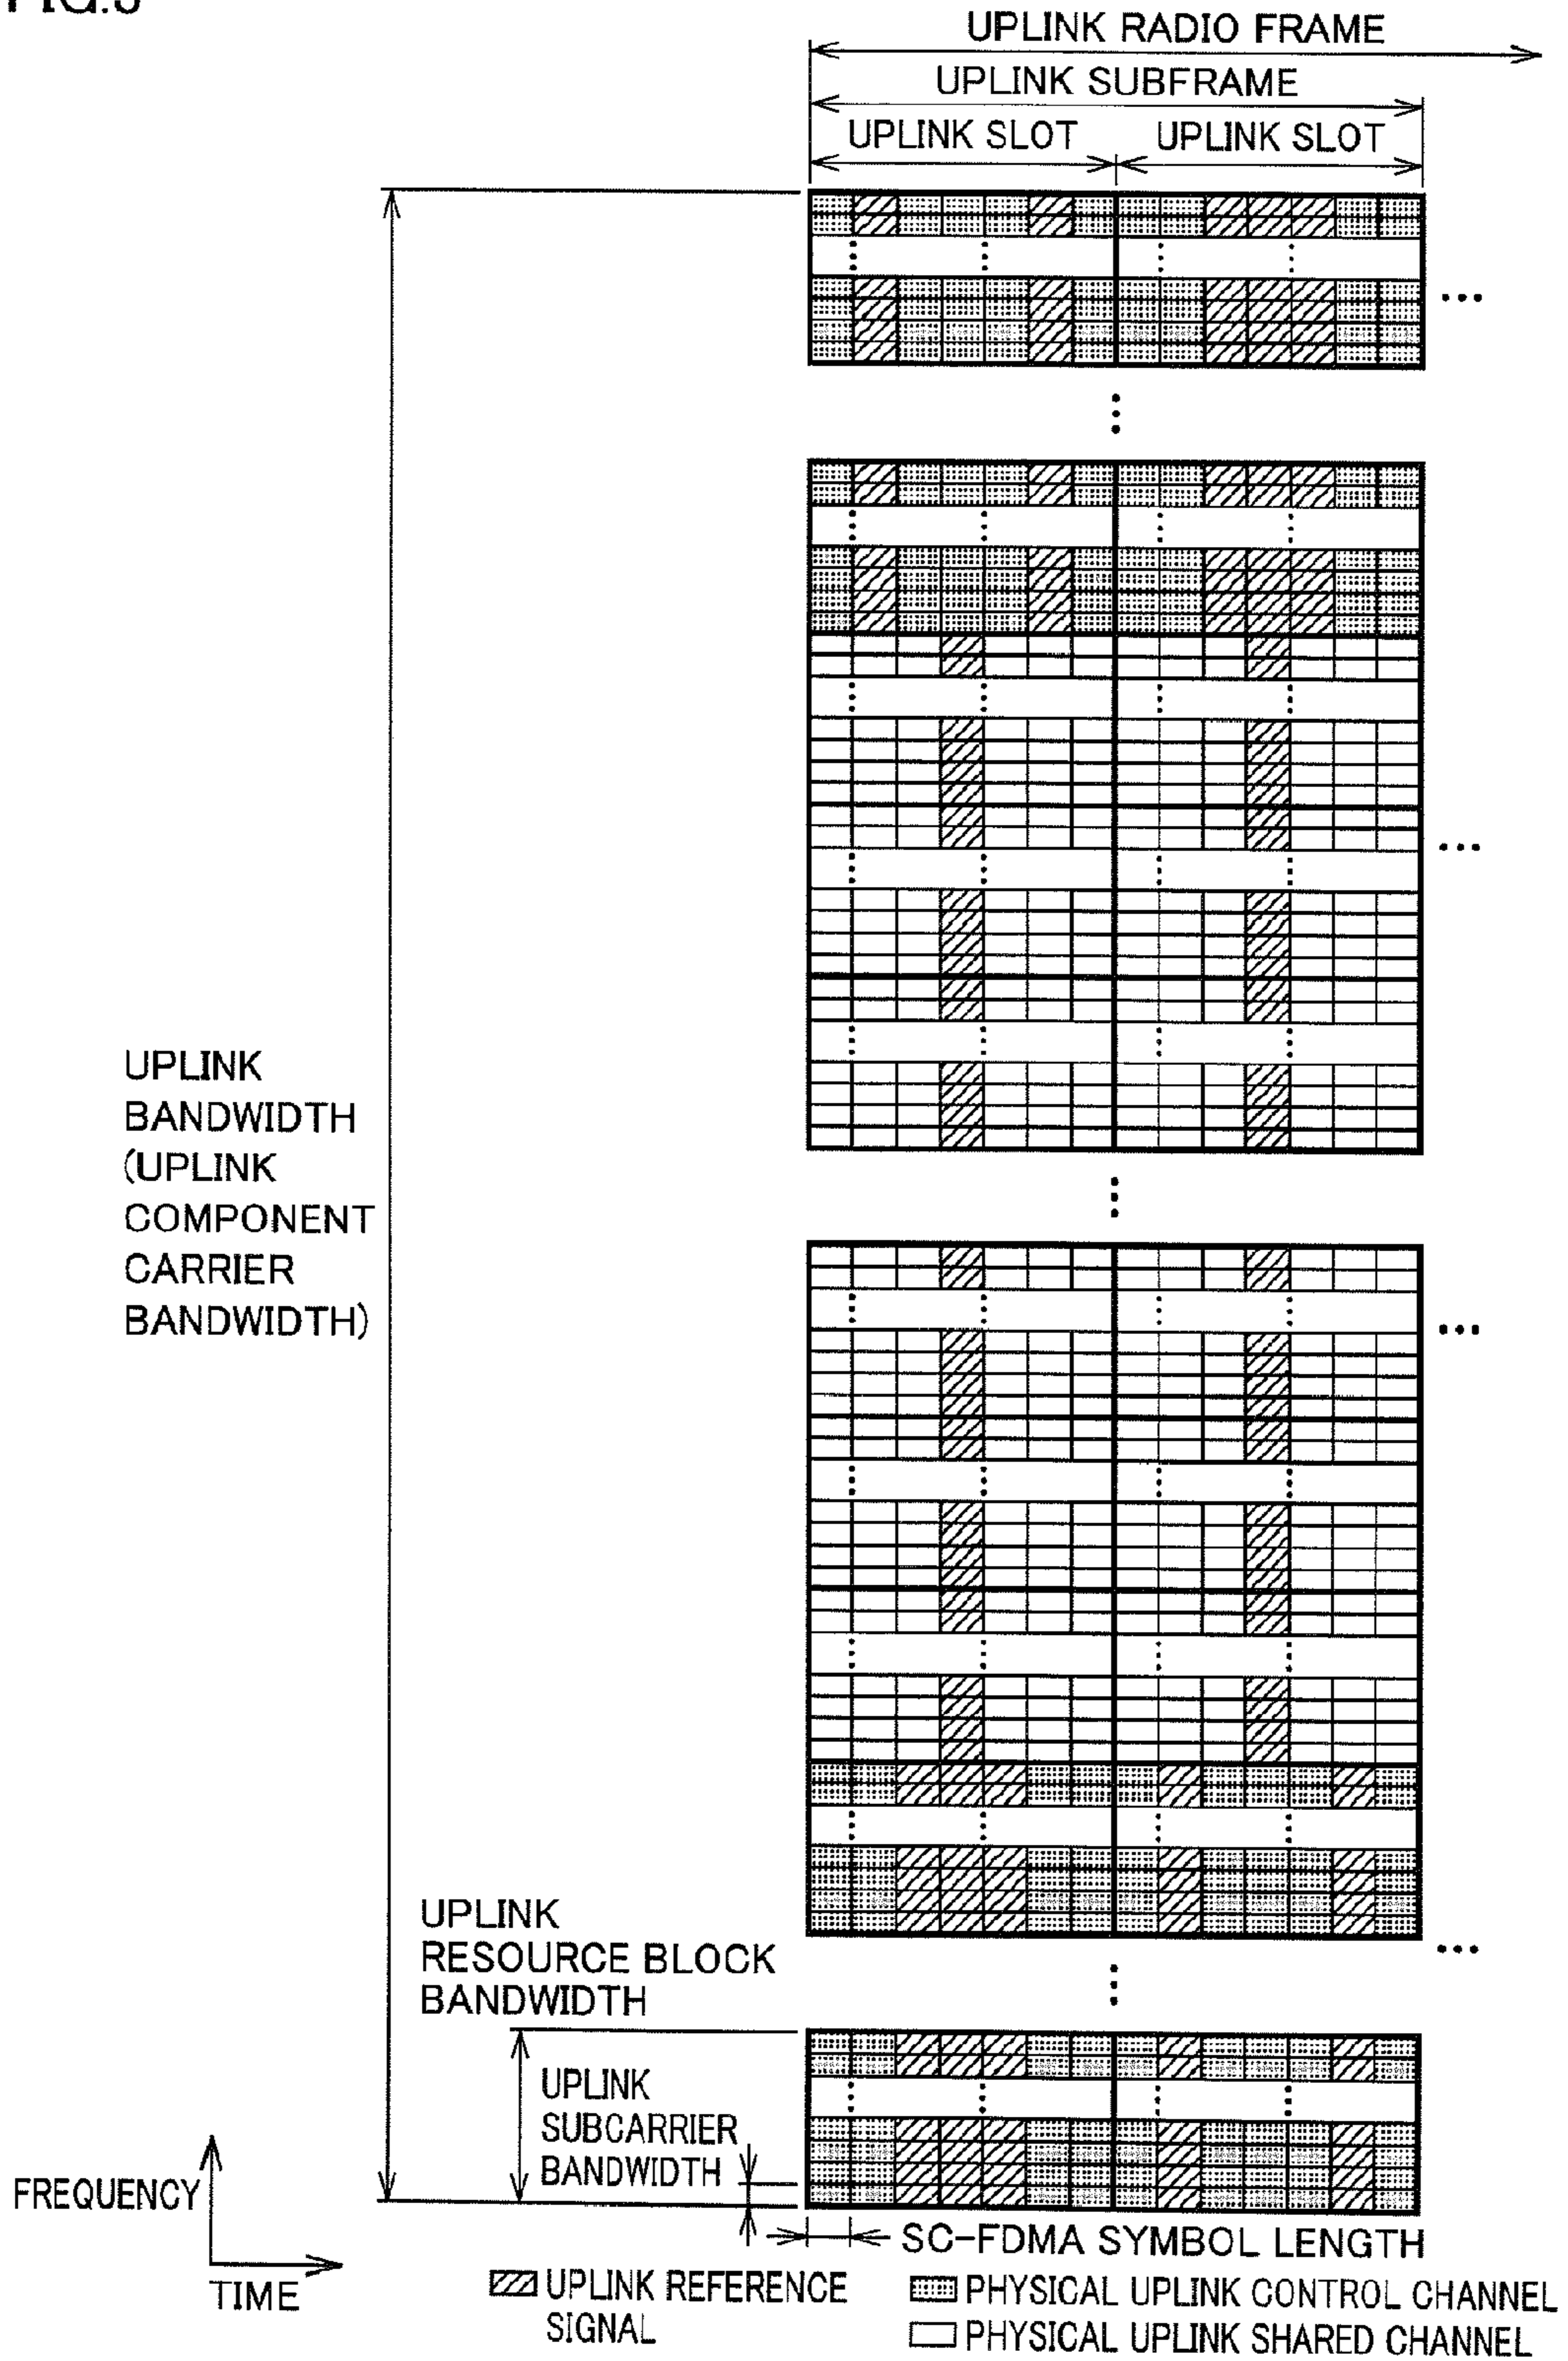 FIG.5
UPLINK RADIO FRAME
UPLINK SUBFRAME
UPLINK SLOT
UPLINK SLOT
UPLINK
BANDWIDTH
(UPLINK
COMPONENT
CARRIER
BANDWIDTH)
UPLINK
RESOURCE BLOCK
BANDWIDTH
UPLINK
SUBCARRIER
BANDWIDTH
FREQUENCY
TIME
SC-FDMA SYMBOL LENGTH
UPLINK REFERENCE
SIGNAL
PHYSICAL UPLINK CONTROL CHANNEL
PHYSICAL UPLINK SHARED CHANNEL